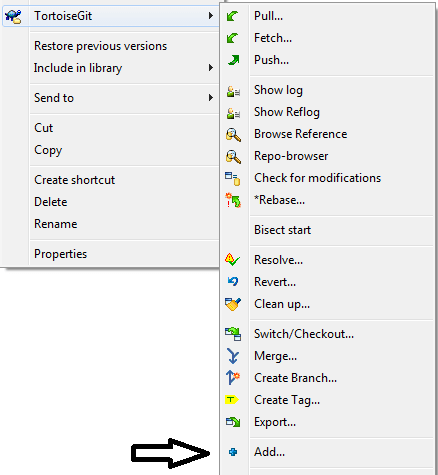 TortoiseGit
Restore previous versions
Include in library
Send to
Cut
Copy
Create shortcut
Delete
Rename
Properties
Pull...
Fetch...
Push...
Show log
Show Reflog
Browse Reference
Repo-browser
Check for modifications
*Rebase...
Bisect start
Resolve...
Revert...
Clean up...
Switch/Checkout...
Merge...
Create Branch...
Create Tag...
Export...
Add...